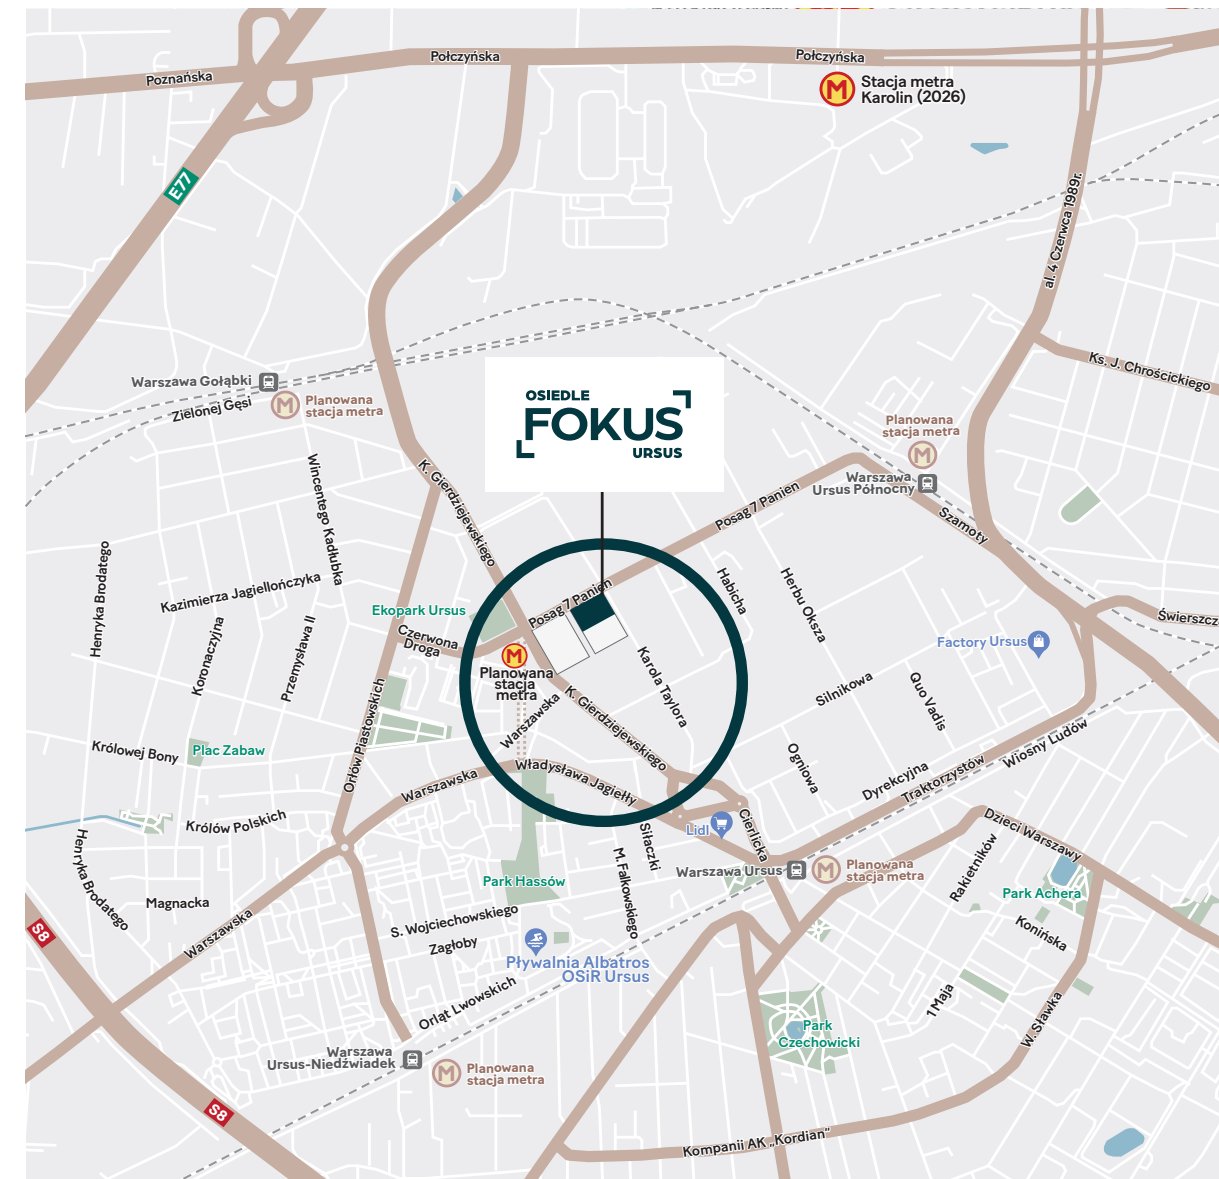 Połczyńska
Połczyńska
Poznańska
Stacja metra
Karolin (2026)
E77
al. 4 Czerwca 1989r.
Ks. J. Chrościckiego
Warszawa Gołąbki
Zielonej Gęsi
Planowana
stacja metra
OSIEDLE
FOKUS
URSUS
Planowana
stacja metra
Warszawa
Ursus Północny
K. Gierdziejewskiego
Wincentego Kadłubka
Posag 7 Panien
Szamoty
Henryka Brodatego
Kazimierza Jagiellończyka
Ekopark Ursus
Posag 7 Panien
Habicha
Herbu Oksza
Świerszcz
Koronaczyjna
Przemysława II
Czerwona
Droga
Factory Ursus
Planowana
stacja
metra
Karola Taylora
Silnikowa
Quo Vadis
Orłów Piastowskich
Warszawska
K. Gierdziejewskiego
Królowej Bony
Plac Zabaw
Wiosny Ludów
Ogniowa
Dyrekcyjna
Traktorzystów
Warszawska
Władysława Jagiełły
Królów Polskich
Lidl
Cierlicka
Siłaczki
Dzieci Warszawy
Henryka Brodatego
Warszawa Ursus
Planowana
stacja metra
Rakietników
Park Hassów
M. Falkowskiego
Park Achera
Magnacka
S. Wojciechowskiego
Zagłoby
Konińska
S8
Warszawska
Pływalnia Albatros
OSiR Ursus
Orląt Lwowskich
1 Maja
W. Sławka
Park
Czechowicki
Warszawa
Ursus-Niedźwiadek
Planowana
stacja metra
S8
Kompanii AK „Kordian"